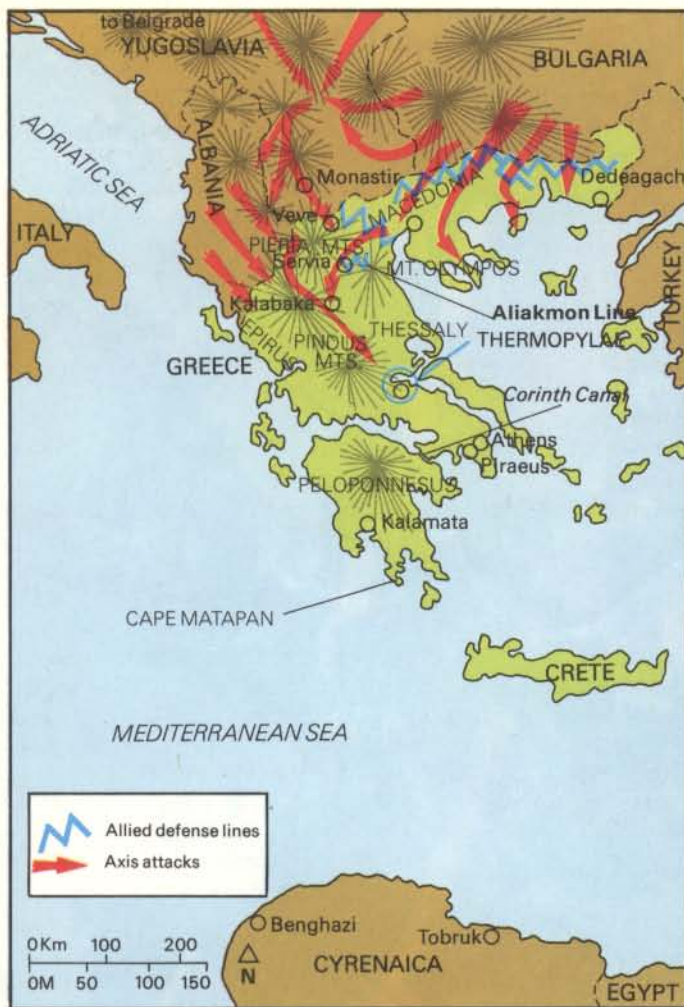 to Belgrade
YUGOSLAVIA
BULGARIA
ADRIATIC SEA
ALBANIA
Monastir
Dedeagach
MACEDONIA
ITALY
Veve
PIERIA MTS.
Servia
MT. OLYMPOS
TURKEY
Aliakmon Line
Kalabaka
THESSALY
THERMOPYLAE
EPIRUS
PINDUS
MTS.
GREECE
Corinth Canal
Athens
Piraeus
PELOPONNESUS
Kalamata
CAPE MATAPAN
CRETE
MEDITERRANEAN SEA
Allied defense lines
Axis attacks
Benghazi
Tobruk
0 Km 100 200
0M 50 100 150
N
CYRENAICA
EGYPT